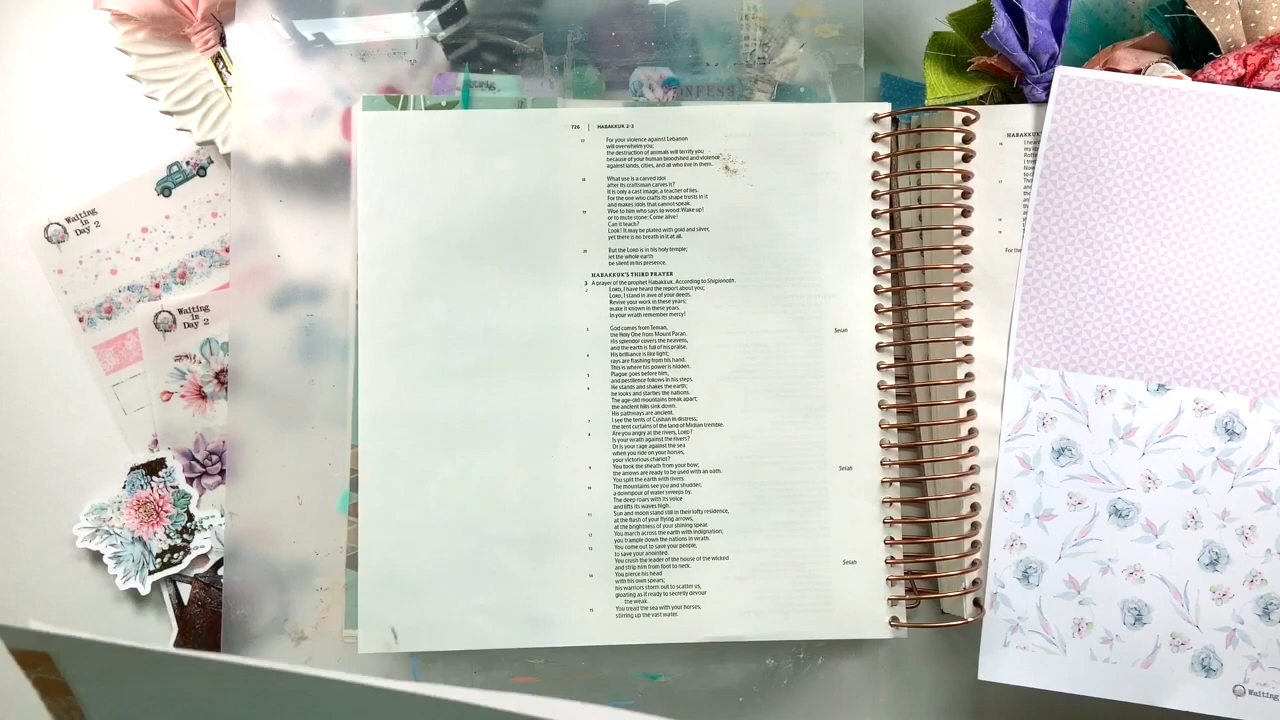 ONFESS
726 | HABAKKUK 2-3
17 For your violence against Lebanon
will overwhelm you;
the destruction of animals will terrify you
because of your human bloodshed and violence
against lands, cities, and all who live in them.
18 What use is a carved idol
after its craftsman carves it?
It is only a cast image, a teacher of lies.
For the one who crafts its shape trusts in it
and makes idols that cannot speak.
19 Woe to him who says to wood: Wake up!
or to mute stone: Come alive!
Can it teach?
Look! It may be plated with gold and silver,
yet there is no breath in it at all.
20 But the LORD is in his holy temple;
let the whole earth
be silent in his presence.
HABAKKUK'S THIRD PRAYER
3 A prayer of the prophet Habakkuk. According to Shigionoth.
2 LORD, I have heard the report about you;
LORD, I stand in awe of your deeds.
Revive your work in these years;
make it known in these years.
In your wrath remember mercy!
3 God comes from Teman,
the Holy One from Mount Paran. Selah
His splendor covers the heavens,
and the earth is full of his praise.
4 His brilliance is like light;
rays are flashing from his hand.
This is where his power is hidden.
5 Plague goes before him,
and pestilence follows in his steps.
6 He stands and shakes the earth;
he looks and startles the nations.
The age-old mountains break apart;
the ancient hills sink down.
His pathways are ancient.
7 I see the tents of Cushan in distress;
the tent curtains of the land of Midian tremble.
8 Are you angry at the rivers, LORD?
Is your wrath against the rivers?
Or is your rage against the sea
when you ride on your horses,
your victorious chariot?
9 You took the sheath from your bow;
the arrows are ready to be used with an oath. Selah
You split the earth with rivers.
10 The mountains see you and shudder;
a downpour of water sweeps by.
The deep roars with its voice
and lifts its waves high.
11 Sun and moon stand still in their lofty residence,
at the flash of your flying arrows,
at the brightness of your shining spear.
12 You march across the earth with indignation;
you trample down the nations in wrath.
13 You come out to save your people,
to save your anointed.
You crush the leader of the house of the wicked
and strip him from foot to neck. Selah
14 You pierce his head
with his own spears;
his warriors storm out to scatter us,
gloating as if ready to secretly devour
the weak.
15 You tread the sea with your horses,
stirring up the vast water.
HABAKKUK
16 I hear
my
Rotte
I tre
Now
to c
17 Tho
18
19
For the
Waiting
in
Day 2
Waiting
in
Day 2
Waiting